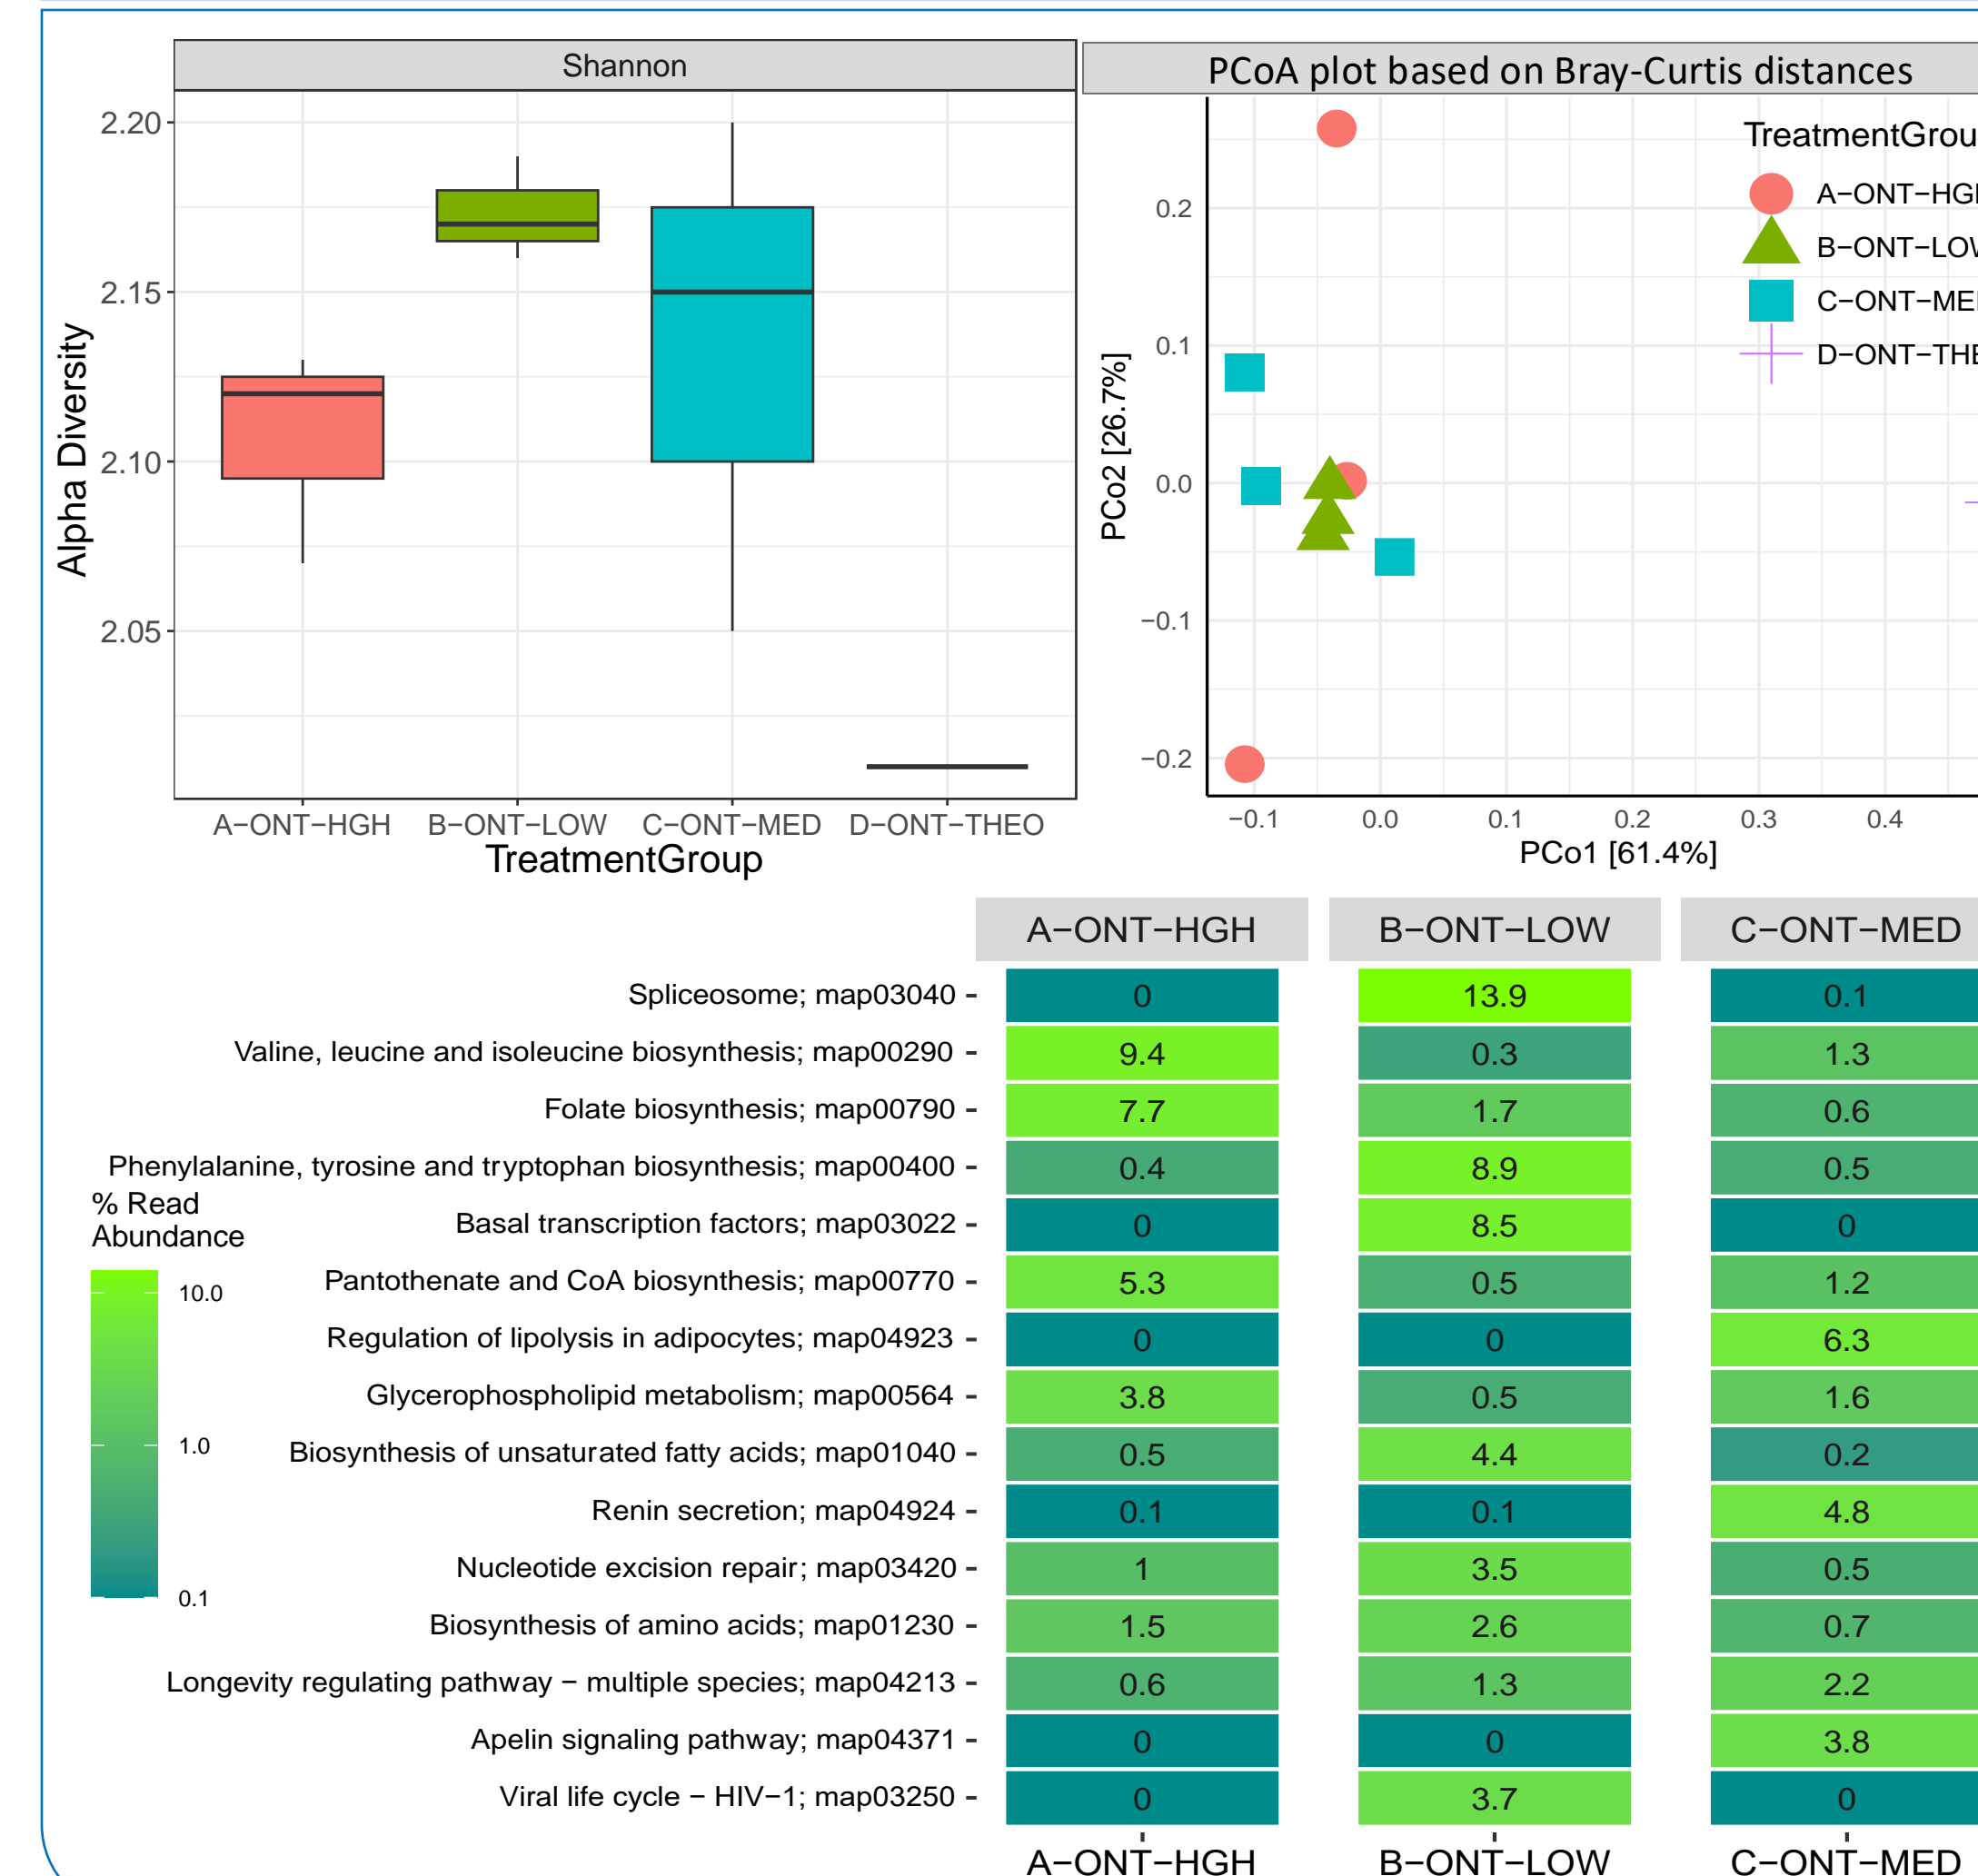 Shannon
2.20
2.15
2.10
2.05
Alpha Diversity
A−ONT−HGH B−ONT−LOW C−ONT−MED D−ONT−THEO
TreatmentGroup
PCoA plot based on Bray-Curtis distances
TreatmentGrou
A−ONT−HGH
B−ONT−LOW
C−ONT−MED
D−ONT−THE
0.2
0.1
0.0
−0.1
−0.2
PCo2 [26.7%]
−0.1 0.0 0.1 0.2 0.3 0.4
PCo1 [61.4%]
A−ONT−HGH B−ONT−LOW C−ONT−MED
Spliceosome; map03040 0 13.9 0.1
Valine, leucine and isoleucine biosynthesis; map00290 9.4 0.3 1.3
Folate biosynthesis; map00790 7.7 1.7 0.6
Phenylalanine, tyrosine and tryptophan biosynthesis; map00400 0.4 8.9 0.5
Basal transcription factors; map03022 0 8.5 0
Pantothenate and CoA biosynthesis; map00770 5.3 0.5 1.2
Regulation of lipolysis in adipocytes; map04923 0 0 6.3
Glycerophospholipid metabolism; map00564 3.8 0.5 1.6
Biosynthesis of unsaturated fatty acids; map01040 0.5 4.4 0.2
Renin secretion; map04924 0.1 0.1 4.8
Nucleotide excision repair; map03420 1 3.5 0.5
Biosynthesis of amino acids; map01230 1.5 2.6 0.7
Longevity regulating pathway − multiple species; map04213 0.6 1.3 2.2
Apelin signaling pathway; map04371 0 0 3.8
Viral life cycle − HIV−1; map03250 0 3.7 0
A−ONT−HGH B−ONT−LOW C−ONT−MED
% Read
Abundance
10.0
1.0
0.1